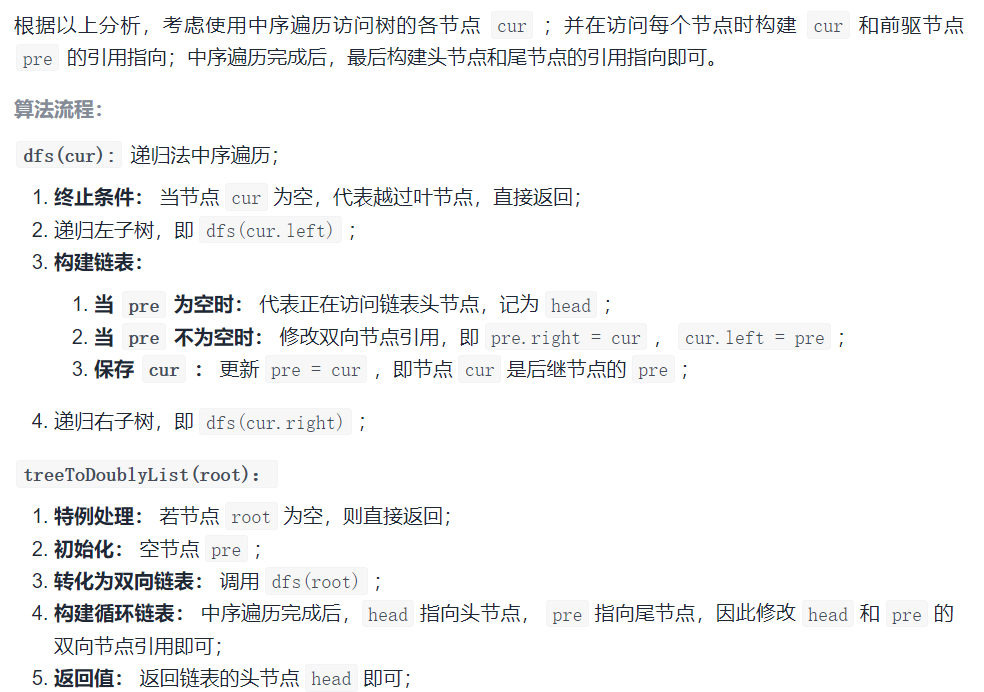 根据以上分析，考虑使用中序遍历访问树的各节点 cur ；并在访问每个节点时构建 cur 和前驱节点
pre 的引用指向；中序遍历完成后，最后构建头节点和尾节点的引用指向即可。
算法流程：
dfs(cur)： 递归法中序遍历；
1. 终止条件： 当节点 cur 为空，代表越过叶节点，直接返回；
2. 递归左子树，即 dfs(cur.left) ；
3. 构建链表：
1. 当 pre 为空时： 代表正在访问链表头节点，记为 head ；
2. 当 pre 不为空时： 修改双向节点引用，即 pre.right = cur ， cur.left = pre ；
3. 保存 cur ： 更新 pre = cur ，即节点 cur 是后继节点的 pre ；
4. 递归右子树，即 dfs(cur.right) ；
treeToDoublyList(root)：
1. 特例处理： 若节点 root 为空，则直接返回；
2. 初始化： 空节点 pre ；
3. 转化为双向链表： 调用 dfs(root) ；
4. 构建循环链表： 中序遍历完成后， head 指向头节点， pre 指向尾节点，因此修改 head 和 pre 的
双向节点引用即可；
5. 返回值： 返回链表的头节点 head 即可；